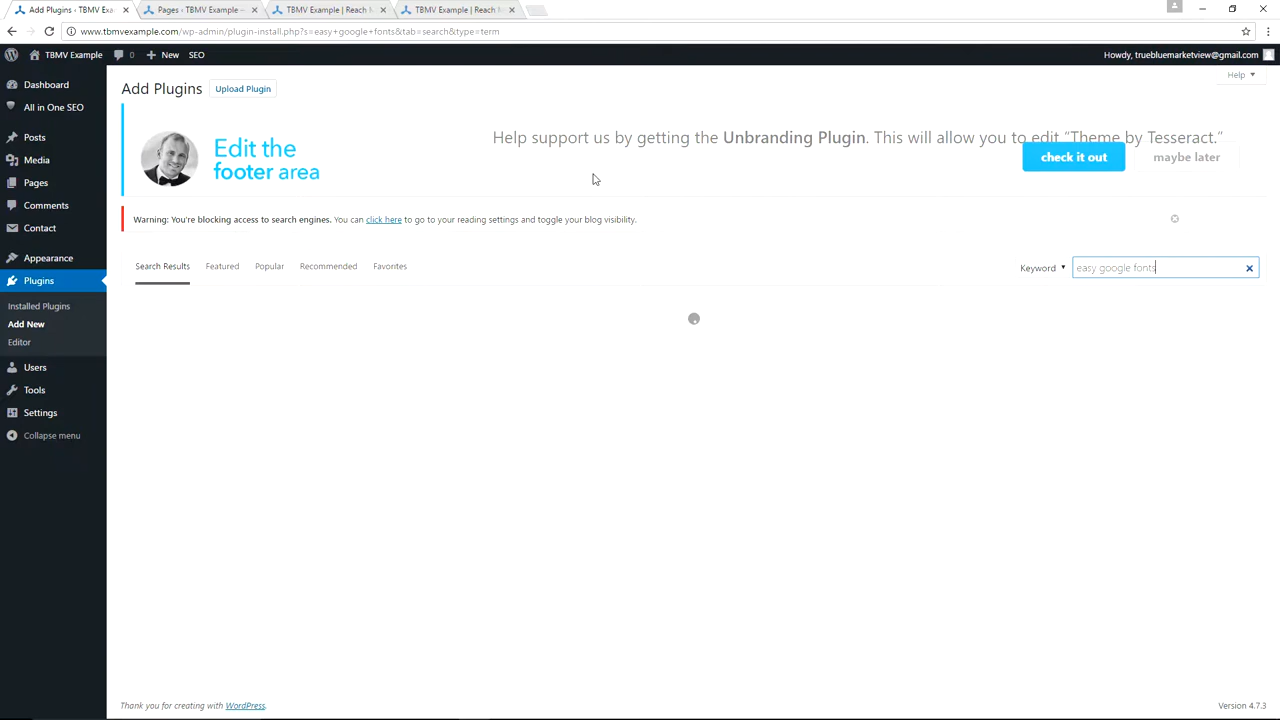 Add Plugins ‹ TBMV Ex
Pages ‹ TBMV Example –
TBMV Example | Reach M
TBMV Example | Reach
www.tbmvexample.com/wp-admin/plugin-install.php?s=easy+google+fonts&tab=search&type=term
TBMV Example
0
New
SEO
Howdy, truebluemarketview@gmail.com
Dashboard
All in One SEO
Posts
Media
Pages
Comments
Contact
Appearance
Plugins
Installed Plugins
Add New
Editor
Users
Tools
Settings
Collapse menu
Help
Add Plugins
Upload Plugin
Edit the
footer area
Help support us by getting the Unbranding Plugin. This will allow you to edit “Theme by Tesseract.”
check it out
maybe later
Warning: You're blocking access to search engines. You can click here to go to your reading settings and toggle your blog visibility.
Search Results
Featured
Popular
Recommended
Favorites
Keyword
easy google fonts
Thank you for creating with WordPress.
Version 4.7.3